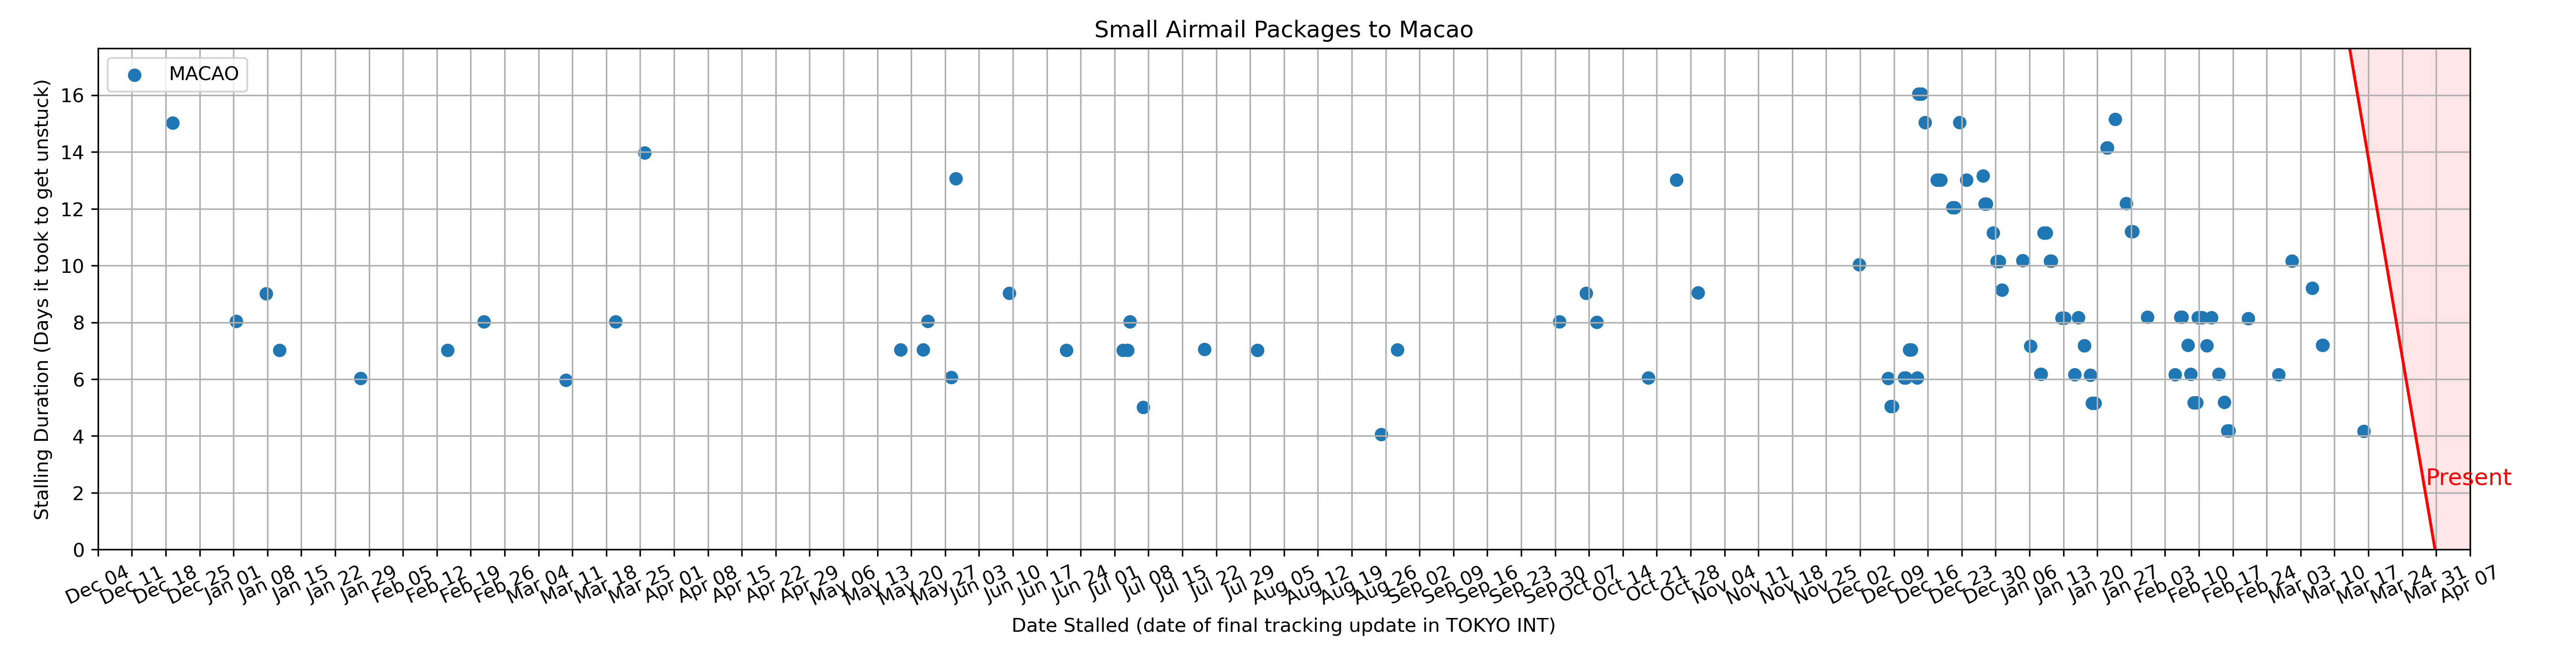 Small Airmail Packages to Macao
MACAO
Stalling Duration (Days it took to get unstuck)
16
14
12
10
8
6
4
2
0
Present
Dec 04 Dec 11 Dec 18 Dec 25 Jan 01 Jan 08 Jan 15 Jan 22 Jan 29 Feb 05 Feb 12 Feb 19 Feb 26 Mar 04 Mar 11 Mar 18 Mar 25 Apr 01 Apr 08 Apr 15 Apr 22 Apr 29 May 06 May 13 May 20 May 27 Jun 03 Jun 10 Jun 17 Jun 24 Jul 01 Jul 08 Jul 15 Jul 22 Jul 29 Aug 05 Aug 12 Aug 19 Aug 26 Sep 02 Sep 09 Sep 16 Sep 23 Sep 30 Oct 07 Oct 14 Oct 21 Oct 28 Nov 04 Nov 11 Nov 18 Nov 25 Dec 02 Dec 09 Dec 16 Dec 23 Dec 30 Jan 06 Jan 13 Jan 20 Jan 27 Feb 03 Feb 10 Feb 17 Feb 24 Mar 03 Mar 10 Mar 17 Mar 24 Mar 31 Apr 07
Date Stalled (date of final tracking update in TOKYO INT)